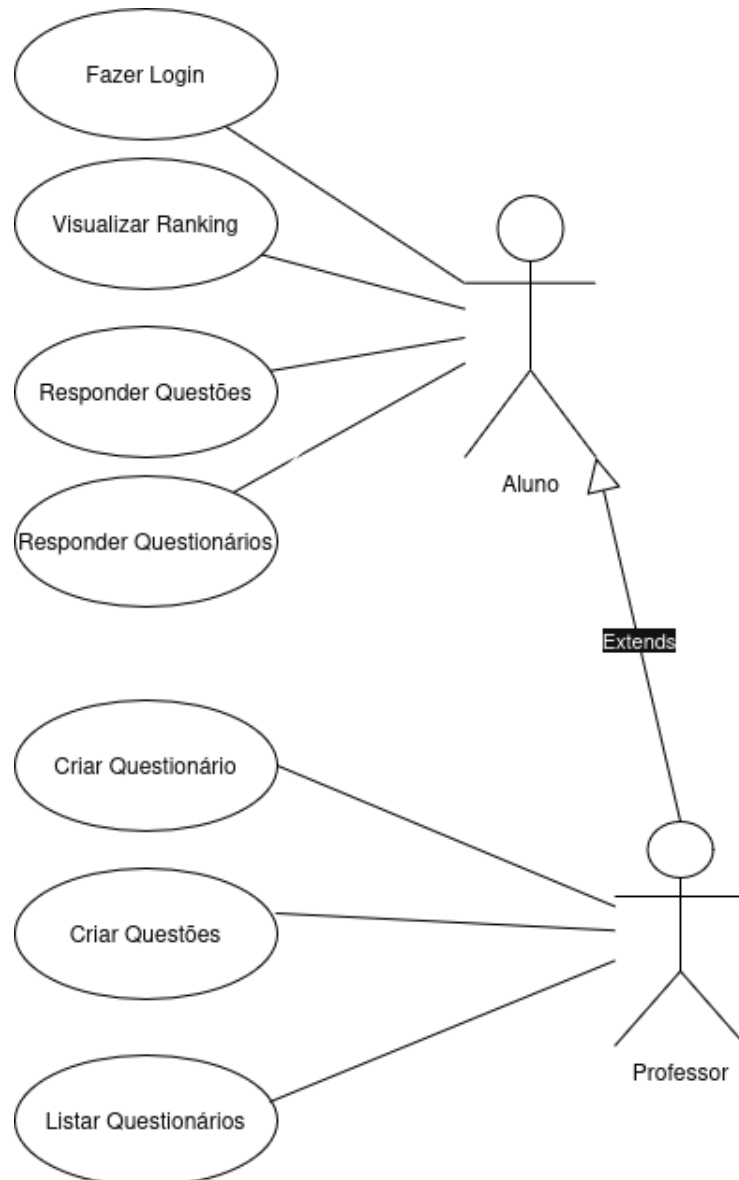 Fazer Login
Visualizar Ranking
Responder Questões
Aluno
Responder Questionários
Extends
Criar Questionário
Criar Questões
Professor
Listar Questionários